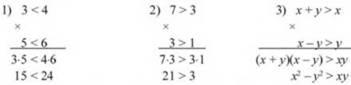 1) 3 < 4 2) 7 > 3 3) x + y > x
× × ×
5 < 6 3 > 1 x − y > y
3·5 < 4·6 7·3 > 3·1 (x + y)(x − y) > xy
15 < 24 21 > 3 x² − y² > xy